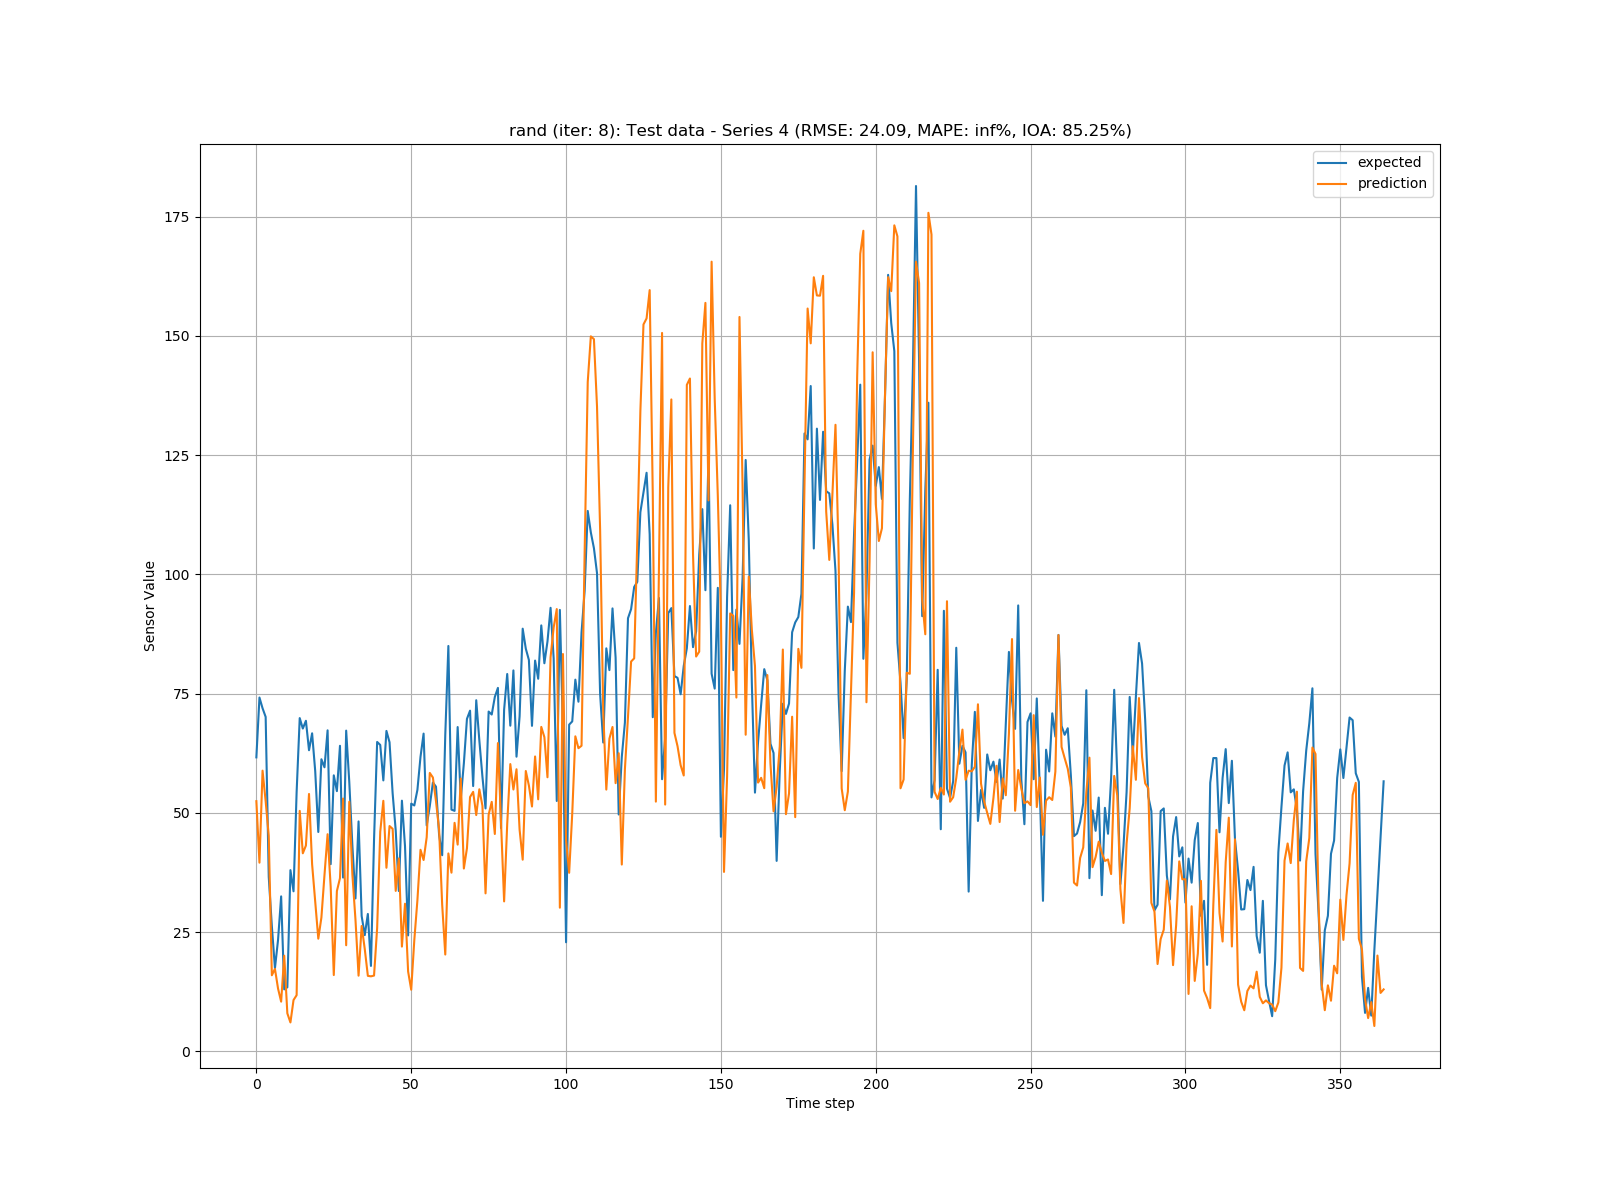 rand (iter: 8): Test data - Series 4 (RMSE: 24.09, MAPE: inf%, IOA: 85.25%)
expected
prediction
175
150
125
100
75
50
25
0
Sensor Value
0 50 100 150 200 250 300 350
Time step